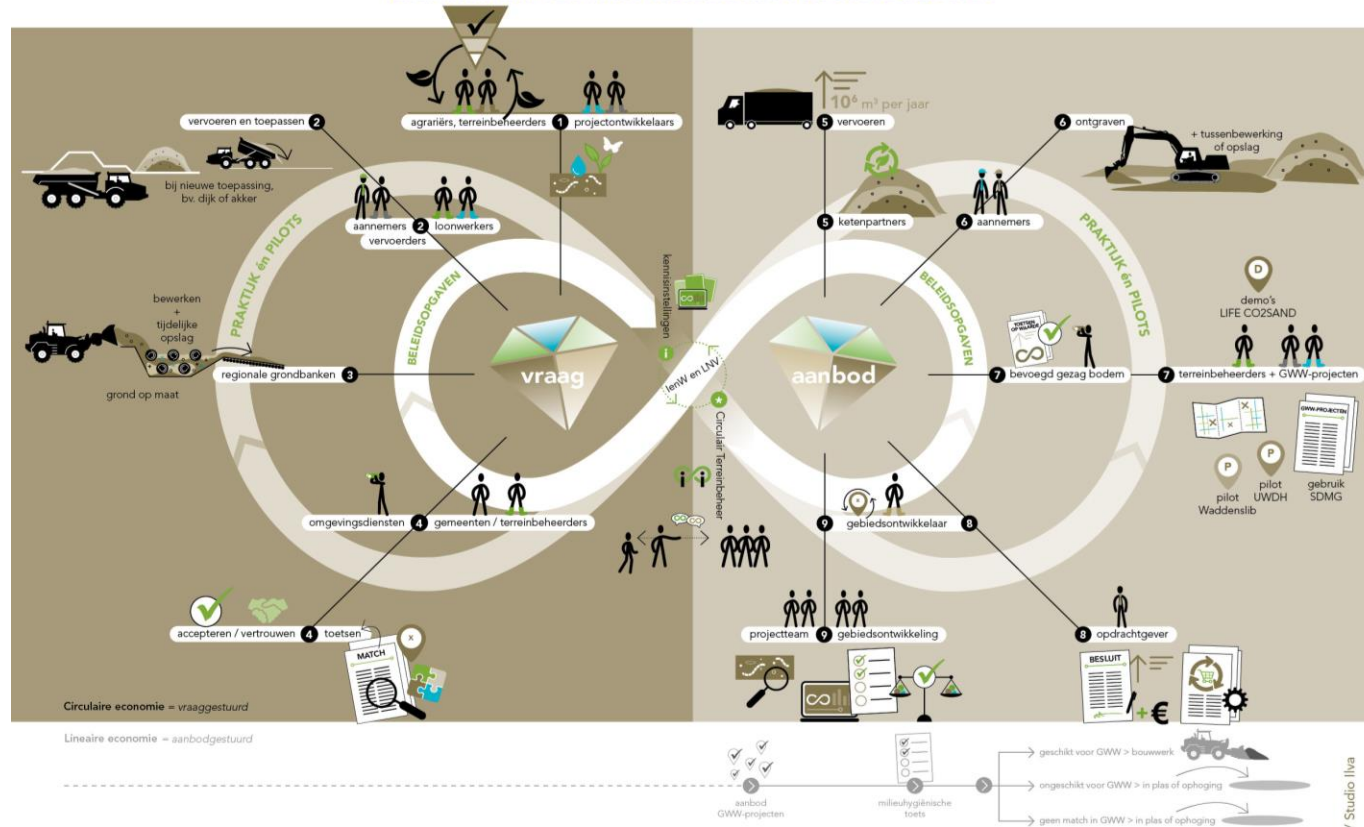 agrariërs, terreinbeheerders 1 projectontwikkelaars
vervoeren en toepassen 2
bij nieuwe toepassing,
bv. dijk of akker
aannemers 2 loonwerkers
vervoerders
PRAKTIJK én PILOTS
BELEIDSOPGAVEN
bewerken
+
tijdelijke
opslag
regionale grondbanken 3
grond op maat
vraag
omgevingsdiensten 4 gemeenten / terreinbeheerders
accepteren / vertrouwen 4 toetsen
MATCH
x
Circulaire economie = vraaggestuurd
kennisinstellingen
i
IenW en LNV
Circulair Terreinbeheer
10⁶ m³ per jaar
5 vervoeren
5 ketenpartners
6 ontgraven
+ tussenbewerking
of opslag
6 aannemers
aanbod
BELEIDSOPGAVEN
PRAKTIJK én PILOTS
D
demo's
LIFE CO2SAND
TOETSEN
OP WAARDE
7 bevoegd gezag bodem
7 terreinbeheerders + GWW-projecten
GWW-PROJECTEN
P
pilot
Waddenslib
P
pilot
UWDH
gebruik
SDMG
x
9 gebiedsontwikkelaar 8
projectteam 9 gebiedsontwikkeling
8 opdrachtgever
BESLUIT
+ €
Lineaire economie = aanbodgestuurd
aanbod
GWW-projecten
milieuhygiënische
toets
geschikt voor GWW > bouwwerk
ongeschikt voor GWW > in plas of ophoging
geen match in GWW > in plas of ophoging
/ Studio Ilva